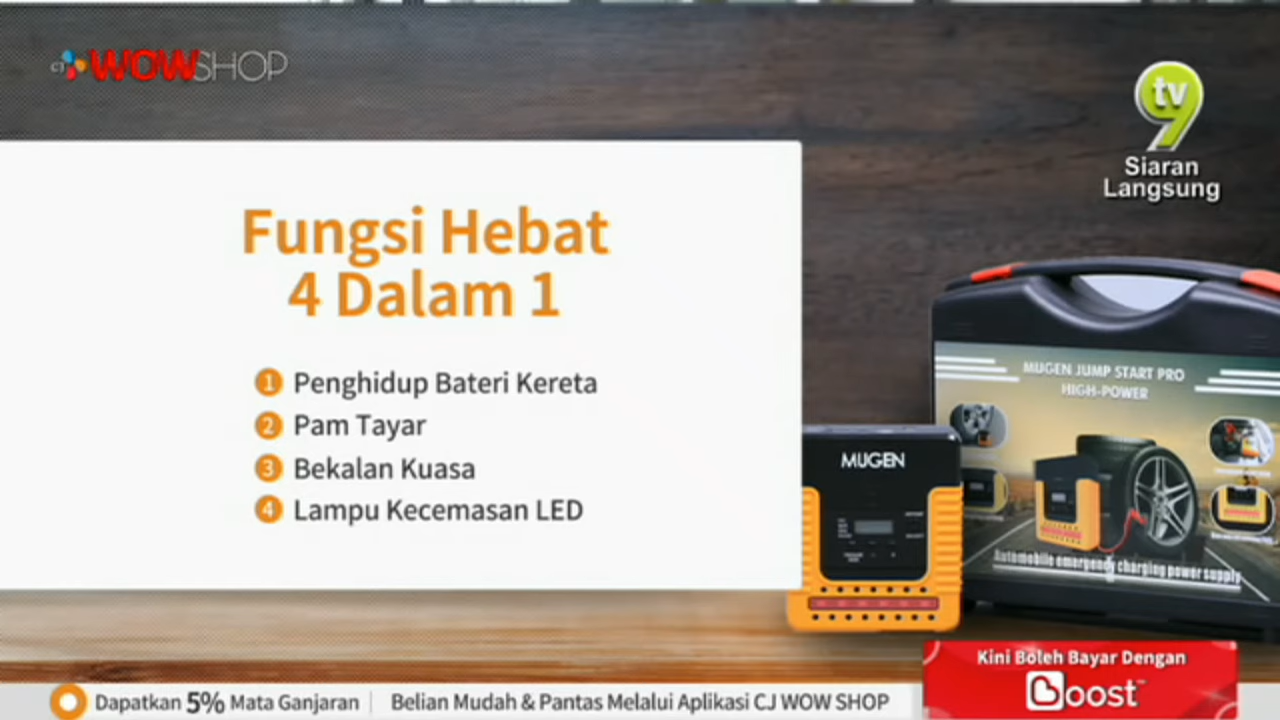 CJ WOWSHOP
tv9
Siaran
Langsung
Fungsi Hebat
4 Dalam 1
1 Penghidup Bateri Kereta
2 Pam Tayar
3 Bekalan Kuasa
4 Lampu Kecemasan LED
MUGEN
MUGEN JUMP START PRO
HIGH-POWER
Automobile emergency charging power supply
Kini Boleh Bayar Dengan
Boost
Dapatkan 5% Mata Ganjaran
Belian Mudah & Pantas Melalui Aplikasi CJ WOW SHOP